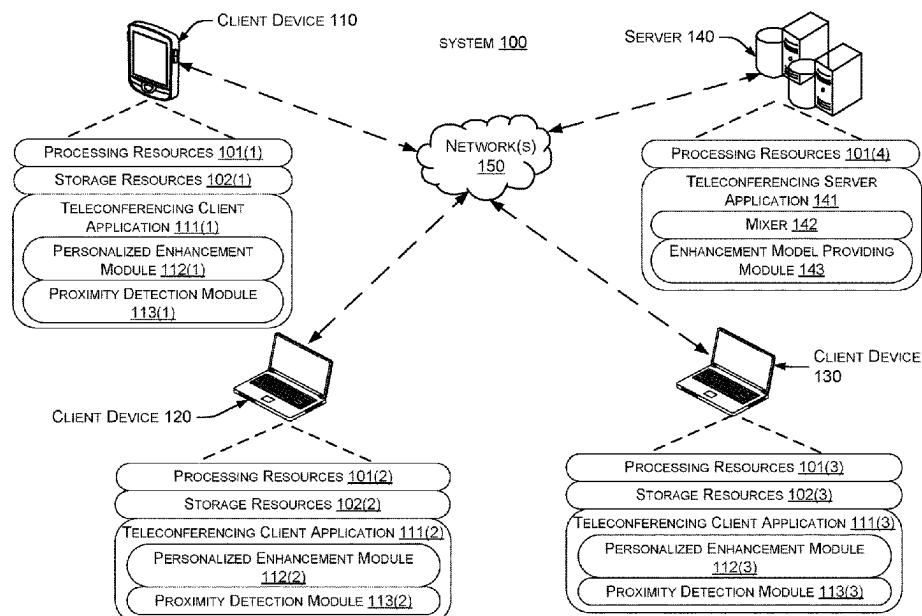 CLIENT DEVICE 110
SYSTEM 100
SERVER 140
NETWORK(S)
150
PROCESSING RESOURCES 101(1)
STORAGE RESOURCES 102(1)
TELECONFERENCING CLIENT
APPLICATION 111(1)
PERSONALIZED ENHANCEMENT
MODULE 112(1)
PROXIMITY DETECTION MODULE
113(1)
PROCESSING RESOURCES 101(4)
TELECONFERENCING SERVER
APPLICATION 141
MIXER 142
ENHANCEMENT MODEL PROVIDING
MODULE 143
CLIENT DEVICE 120
CLIENT DEVICE
130
PROCESSING RESOURCES 101(2)
STORAGE RESOURCES 102(2)
TELECONFERENCING CLIENT APPLICATION 111(2)
PERSONALIZED ENHANCEMENT MODULE
112(2)
PROXIMITY DETECTION MODULE 113(2)
PROCESSING RESOURCES 101(3)
STORAGE RESOURCES 102(3)
TELECONFERENCING CLIENT APPLICATION 111(3)
PERSONALIZED ENHANCEMENT MODULE
112(3)
PROXIMITY DETECTION MODULE 113(3)